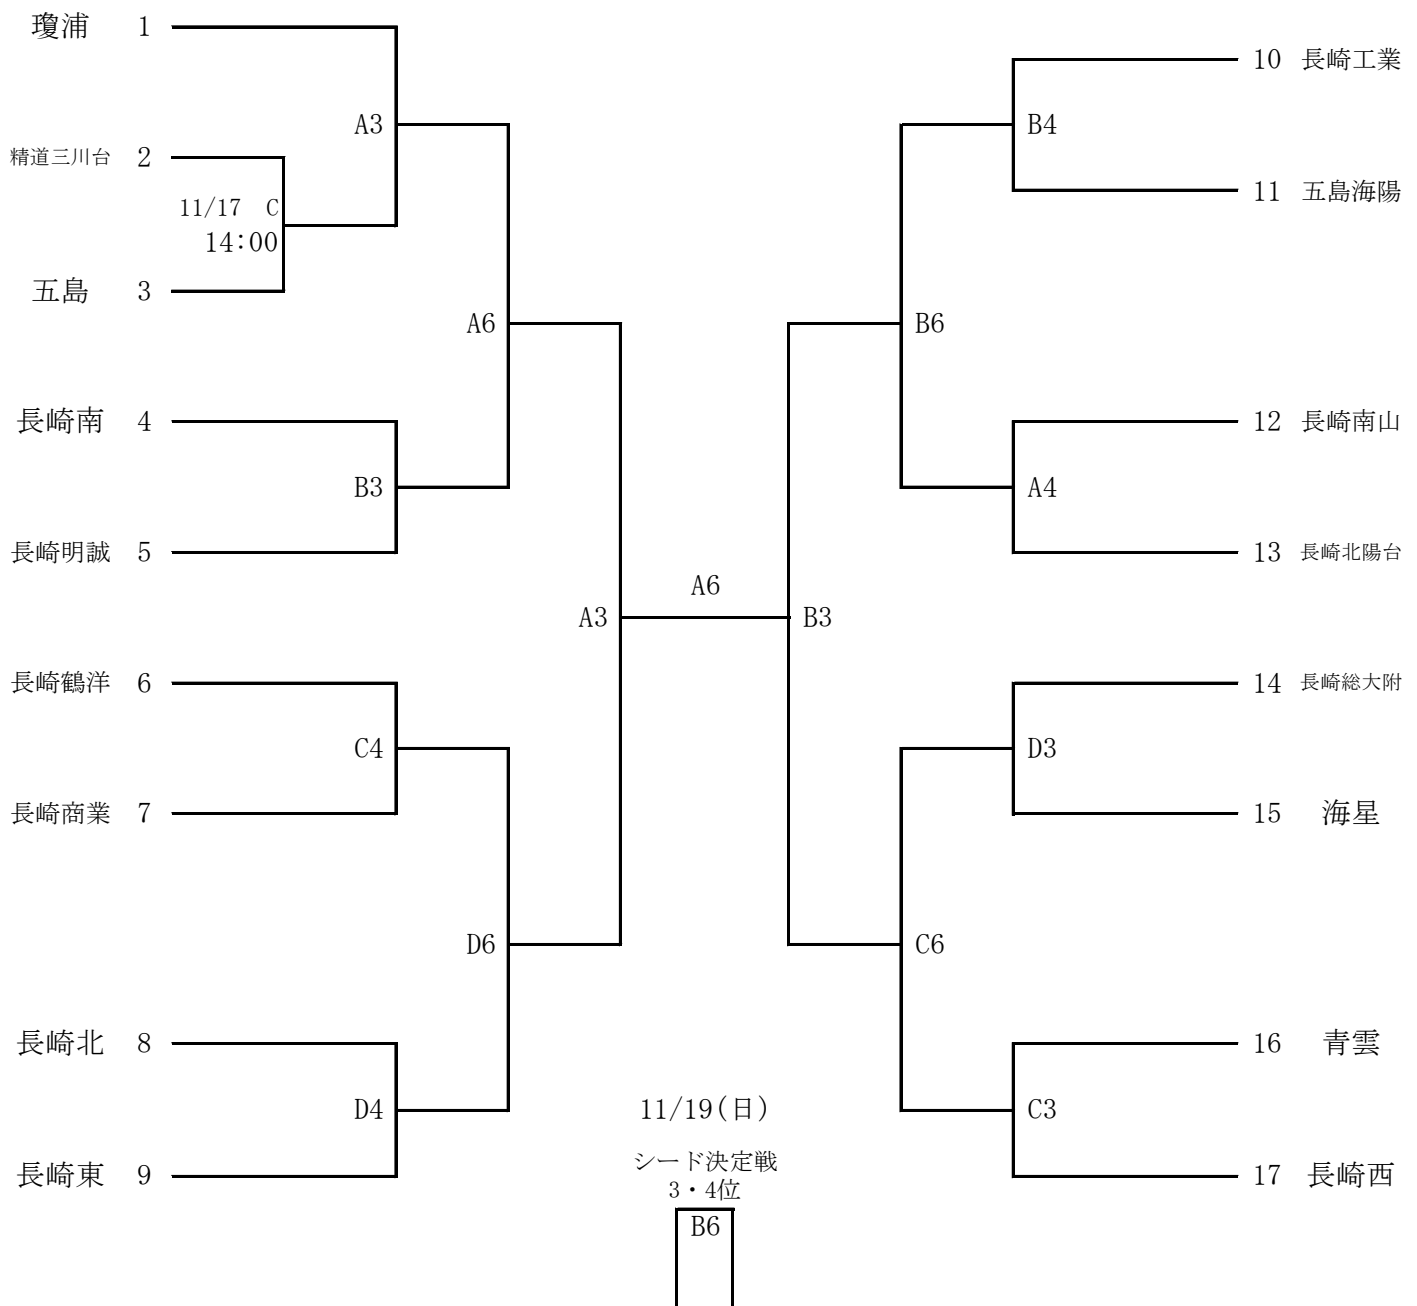 瓊浦 1
A3
精道三川台 2
11/17 C
14:00
五島 3
A6
長崎南 4
B3
長崎明誠 5
A3
長崎鶴洋 6
C4
長崎商業 7
D6
長崎北 8
D4
長崎東 9
A6
10 長崎工業
B4
11 五島海陽
B6
12 長崎南山
A4
13 長崎北陽台
B3
14 長崎総大附
D3
15 海星
C6
16 青雲
C3
17 長崎西
11/19(日)
シード決定戦
3・4位
B6